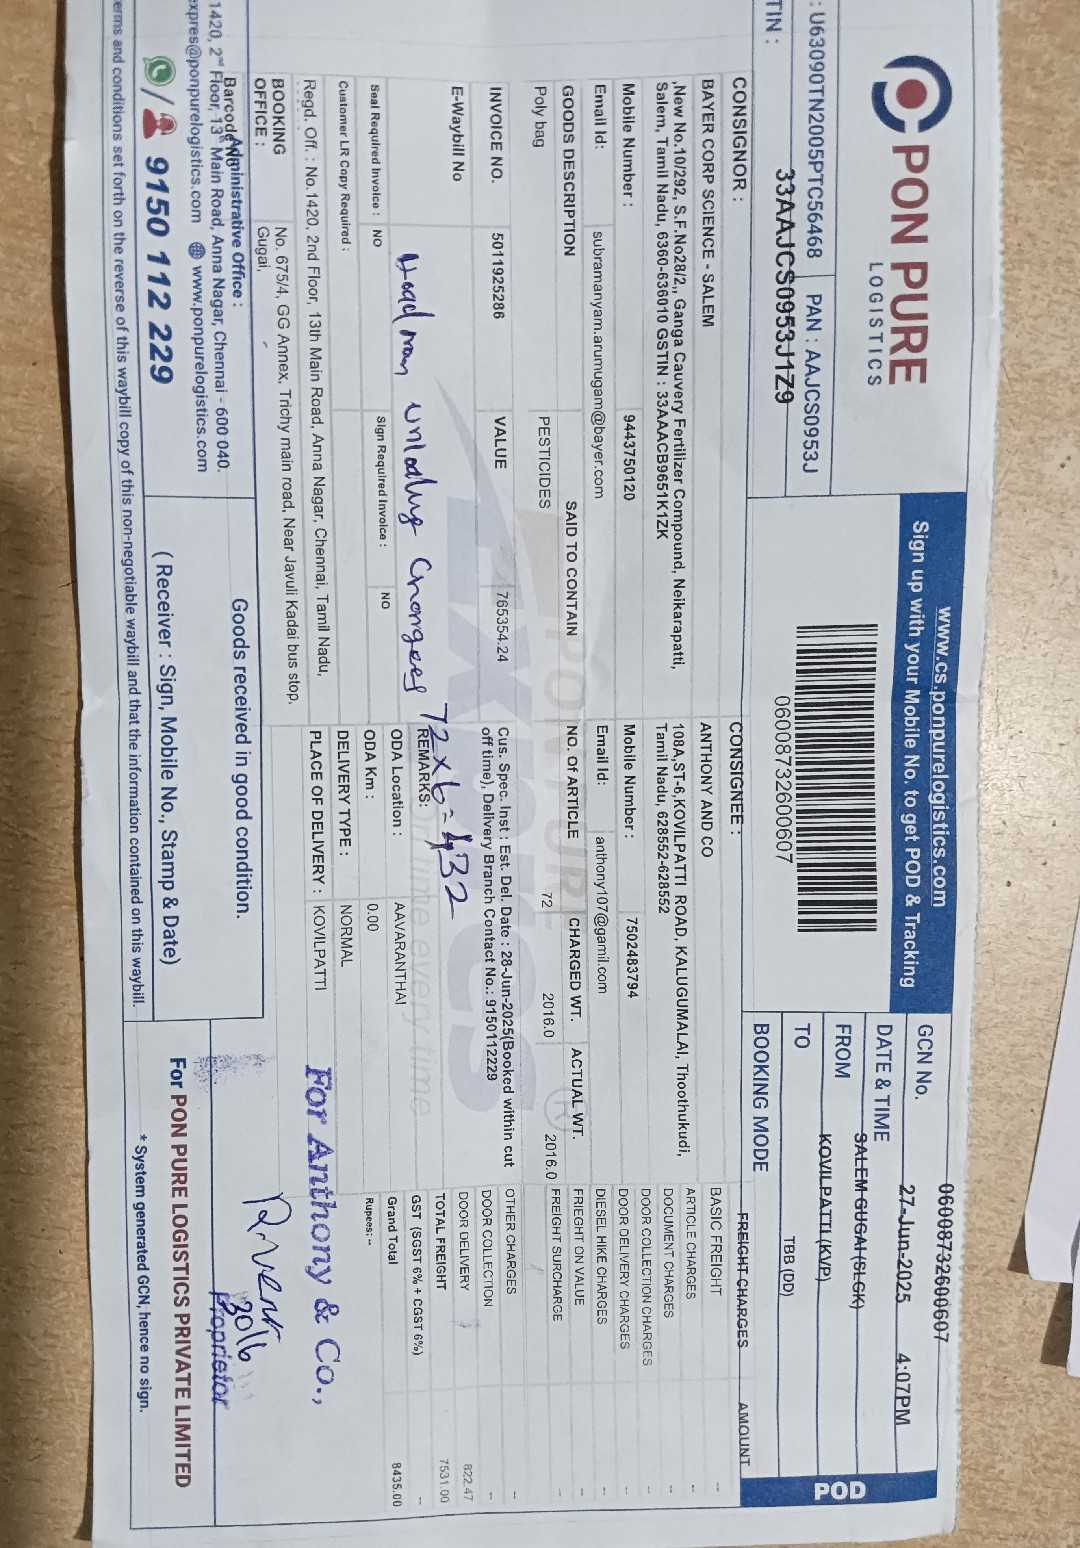 PON PURE
LOGISTICS
: U63090TN2005PTC56468 PAN : AAJCS0953J
TIN : 33AAJCS0953J1Z9
www.cs.ponpurelogistics.com
Sign up with your Mobile No. to get POD & Tracking
06008732600607
GCN No. 06008732600607
DATE & TIME 27-Jun-2025 4:07PM
FROM SALEM GUGAI (SLGK)
TO KOVILPATTI (KVP)
BOOKING MODE TBB (DD)
POD
CONSIGNOR :
BAYER CORP SCIENCE - SALEM
,New No.10/292, S.F.No28/2,, Ganga Cauvery Fertilizer Compound, Neikarapatti,
Salem, Tamil Nadu, 6360-636010 GSTIN : 33AAACB9651K1ZK
Mobile Number : 9443750120
Email Id: subramanyam.arumugam@bayer.com
CONSIGNEE :
ANTHONY AND CO
108A,ST-6,KOVILPATTI ROAD, KALUGUMALAI, Thoothukudi,
Tamil Nadu, 628552-628552
Mobile Number : 7502483794
Email Id: anthony107@gamil.com
GOODS DESCRIPTION SAID TO CONTAIN NO. Of ARTICLE CHARGED WT. ACTUAL WT.
Poly bag PESTICIDES 72 2016.0 2016.0
INVOICE NO. 5011925286 VALUE 765354.24
E-Waybill No
Cus. Spec. Inst : Est. Del. Date : 28-Jun-2025(Booked within cut
off time), Delivery Branch Contact No.: 9150112229
REMARKS:
Unloading Charges 72×6=432
Seal Required Invoice : NO Sign Required Invoice : NO
Customer LR Copy Required :
ODA Location : AAVARANTHAI
ODA Km : 0.00
DELIVERY TYPE : NORMAL
PLACE OF DELIVERY : KOVILPATTI
Regd. Off. : No.1420, 2nd Floor, 13th Main Road, Anna Nagar, Chennai, Tamil Nadu,
BOOKING OFFICE : No. 675/4, GG Annex, Trichy main road, Near Javuli Kadai bus stop,
Gugai,
FREIGHT CHARGES AMOUNT
BASIC FREIGHT --
ARTICLE CHARGES --
DOCUMENT CHARGES --
DOOR COLLECTION CHARGES --
DOOR DELIVERY CHARGES --
DIESEL HIKE CHARGES --
FRIEGHT ON VALUE --
FREIGHT SURCHARGE --
OTHER CHARGES --
DOOR COLLECTION --
DOOR DELIVERY 822.47
TOTAL FREIGHT 7531.00
GST (SGST 6% + CGST 6%) --
Grand Total 8435.00
Rupees: --
Barcode No
Administrative Office :
1420, 2nd Floor, 13th Main Road, Anna Nagar, Chennai - 600 040.
expres@ponpurelogistics.com www.ponpurelogistics.com
9150 112 229
Goods received in good condition.
( Receiver : Sign, Mobile No., Stamp & Date)
For Anthony & Co.,
30/6
Proprietor
For PON PURE LOGISTICS PRIVATE LIMITED
* System generated GCN, hence no sign.
erms and conditions set forth on the reverse of this waybill copy of this non-negotiable waybill and that the information contained on this waybill.